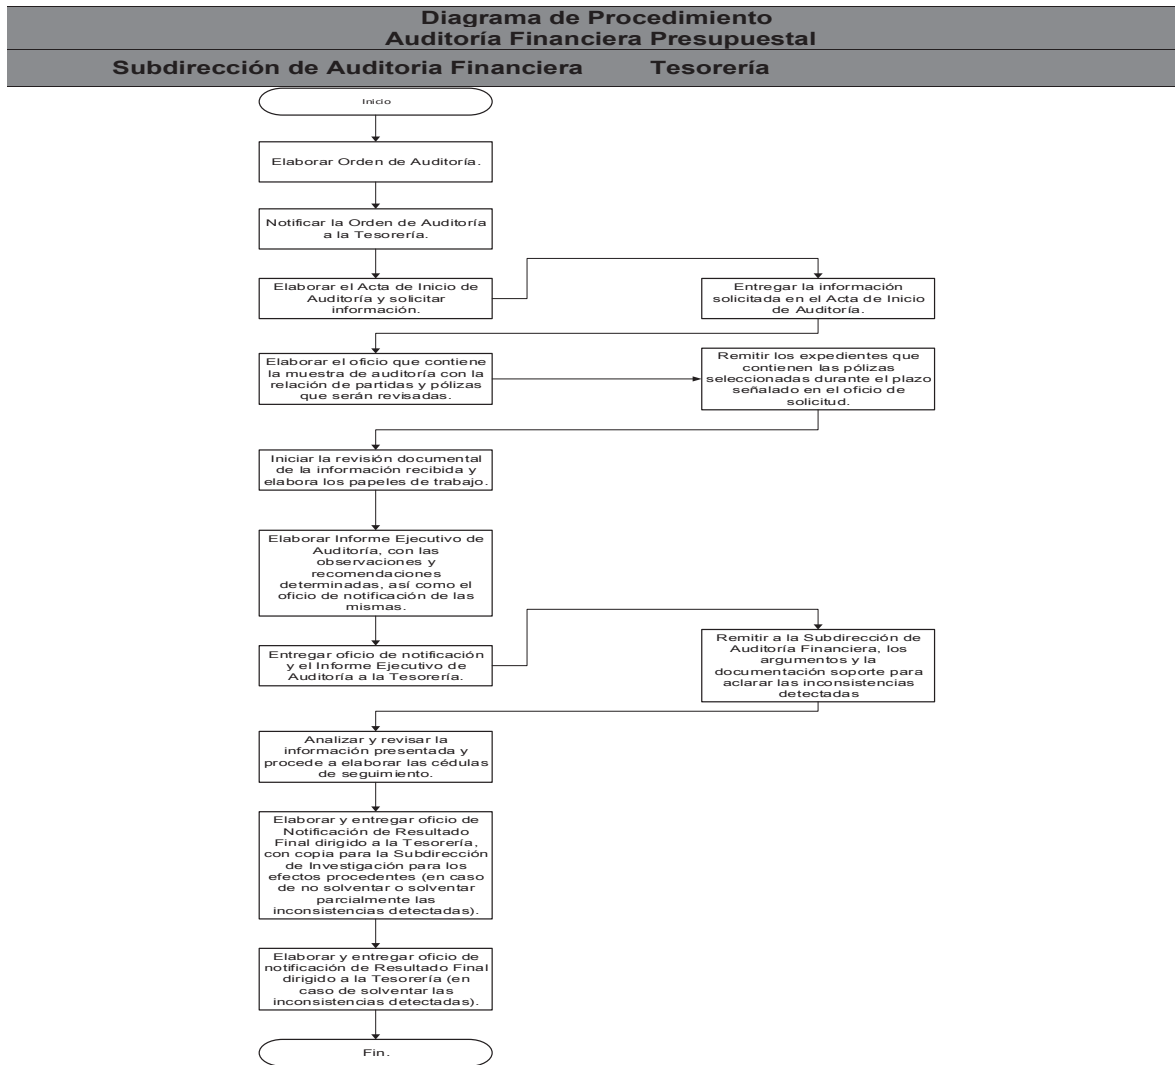 Diagrama de Procedimiento
Auditoría Financiera Presupuestal
Subdirección de Auditoria Financiera Tesorería
Inicio
Elaborar Orden de Auditoría.
Notificar la Orden de Auditoría
a la Tesorería.
Elaborar el Acta de Inicio de
Auditoría y solicitar
información.
Entregar la información
solicitada en el Acta de Inicio
de Auditoría.
Elaborar el oficio que contiene
la muestra de auditoría con la
relación de partidas y pólizas
que serán revisadas.
Remitir los expedientes que
contienen las pólizas
seleccionadas durante el plazo
señalado en el oficio de
solicitud.
Iniciar la revisión documental
de la información recibida y
elabora los papeles de trabajo.
Elaborar Informe Ejecutivo de
Auditoría, con las
observaciones y
recomendaciones
determinadas, así como el
oficio de notificación de las
mismas.
Entregar oficio de notificación
y el Informe Ejecutivo de
Auditoría a la Tesorería.
Remitir a la Subdirección de
Auditoría Financiera, los
argumentos y la
documentación soporte para
aclarar las inconsistencias
detectadas
Analizar y revisar la
información presentada y
procede a elaborar las cédulas
de seguimiento.
Elaborar y entregar oficio de
Notificación de Resultado
Final dirigido a la Tesorería,
con copia para la Subdirección
de Investigación para los
efectos procedentes (en caso
de no solventar o solventar
parcialmente las
inconsistencias detectadas).
Elaborar y entregar oficio de
notificación de Resultado Final
dirigido a la Tesorería (en
caso de solventar las
inconsistencias detectadas).
Fin.